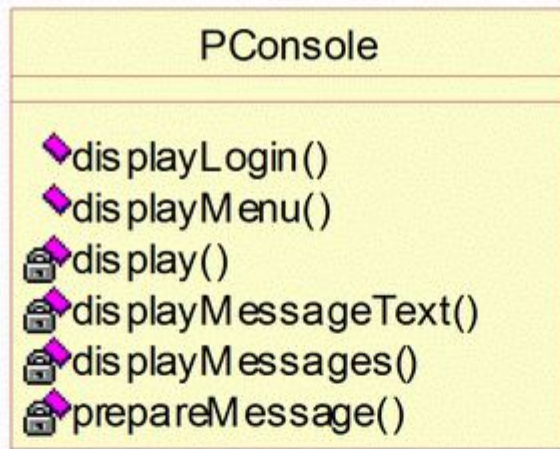 PConsole
displayLogin()
displayMenu()
display()
displayMessageText()
displayMessages()
prepareMessage()